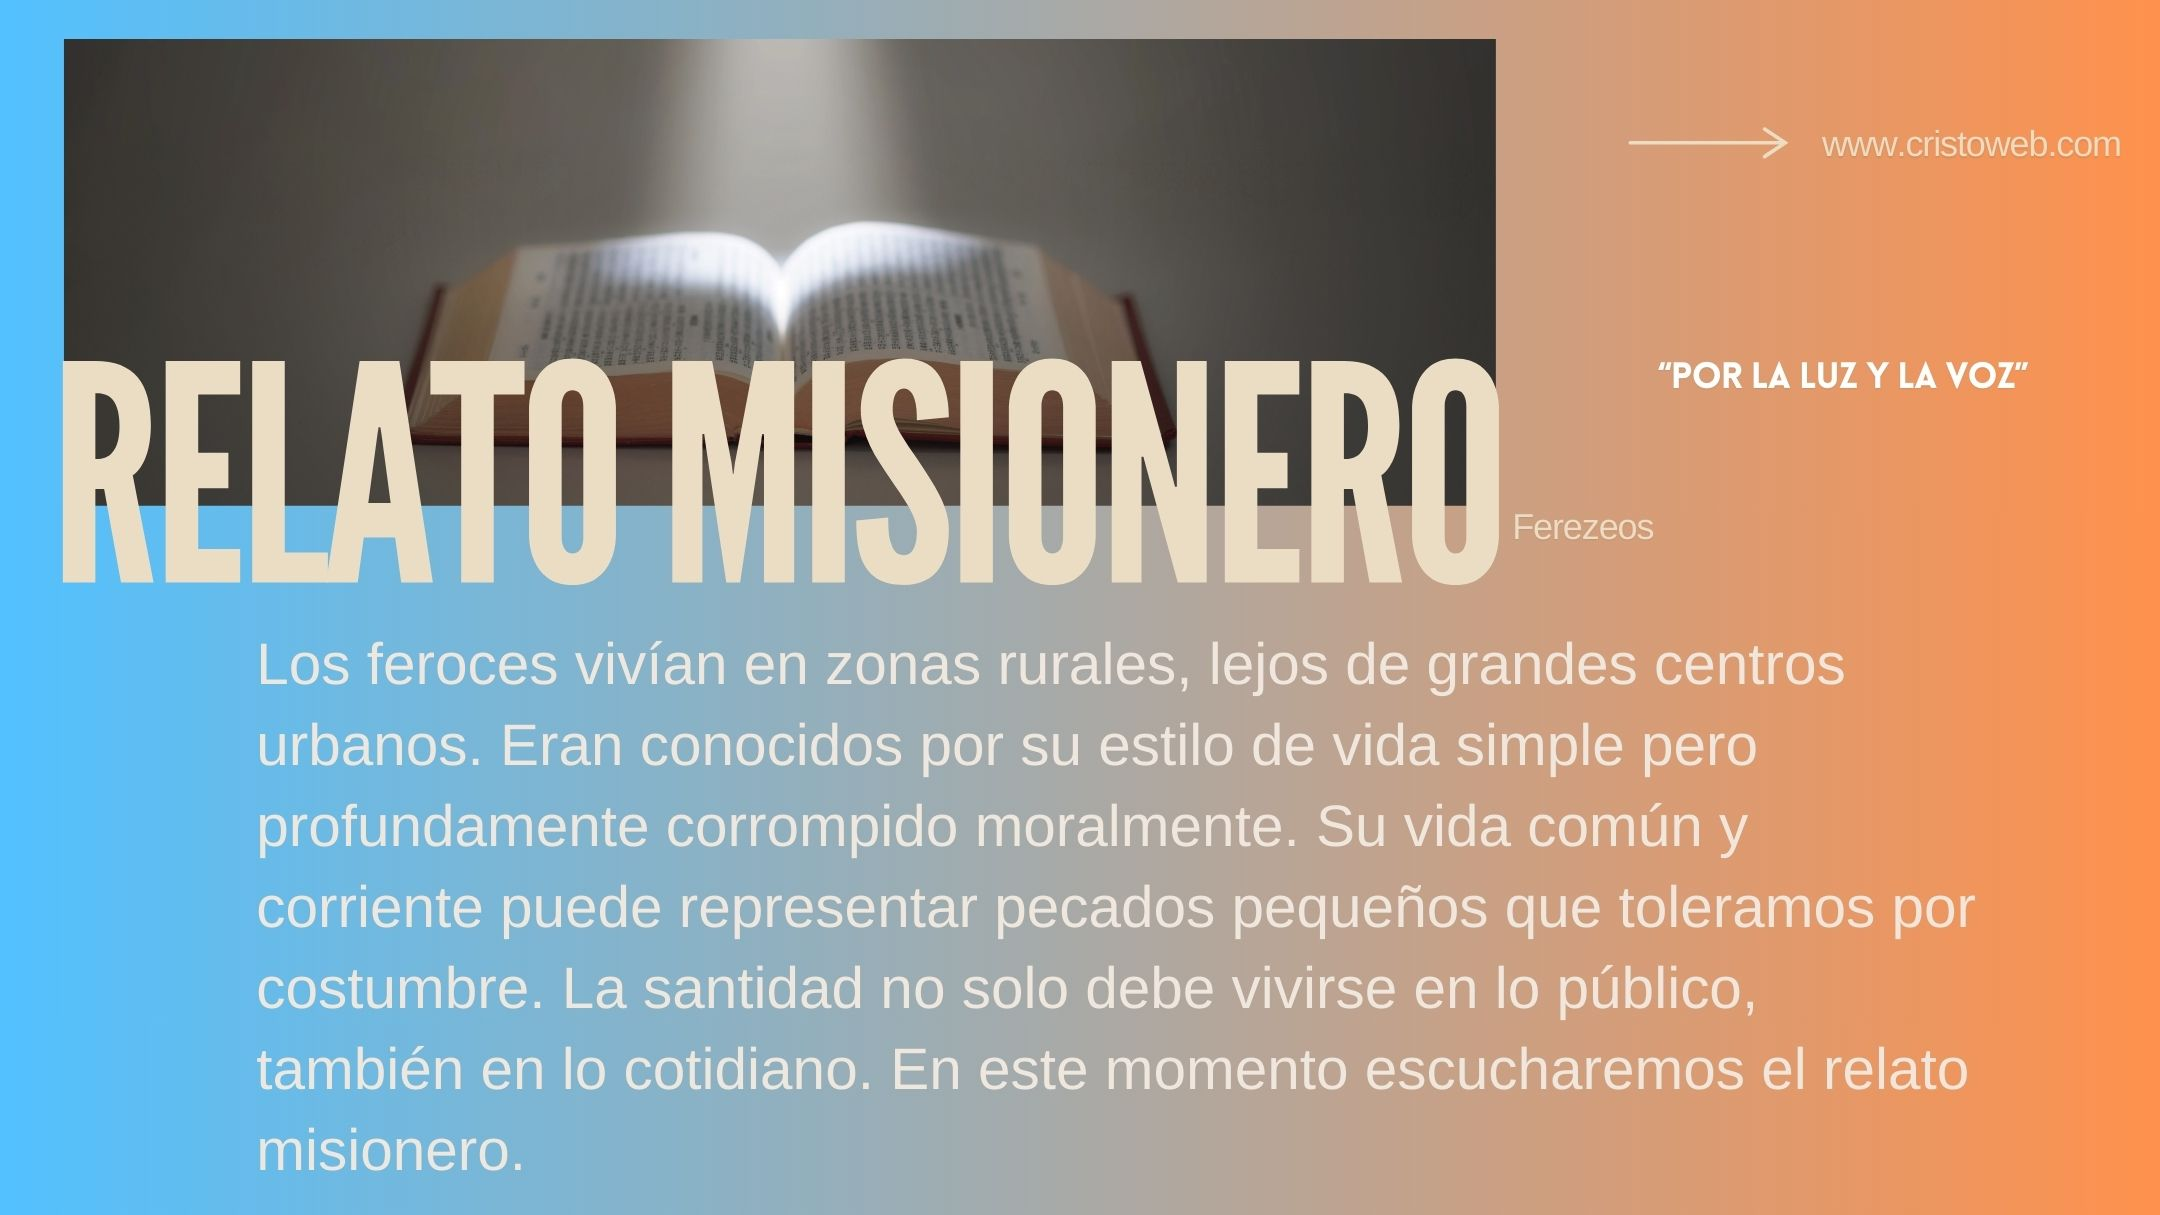 www.cristoweb.com
“POR LA LUZ Y LA VOZ”
RELATO MISIONERO
Ferezeos
Los feroces vivían en zonas rurales, lejos de grandes centros
urbanos. Eran conocidos por su estilo de vida simple pero
profundamente corrompido moralmente. Su vida común y
corriente puede representar pecados pequeños que toleramos por
costumbre. La santidad no solo debe vivirse en lo público,
también en lo cotidiano. En este momento escucharemos el relato
misionero.